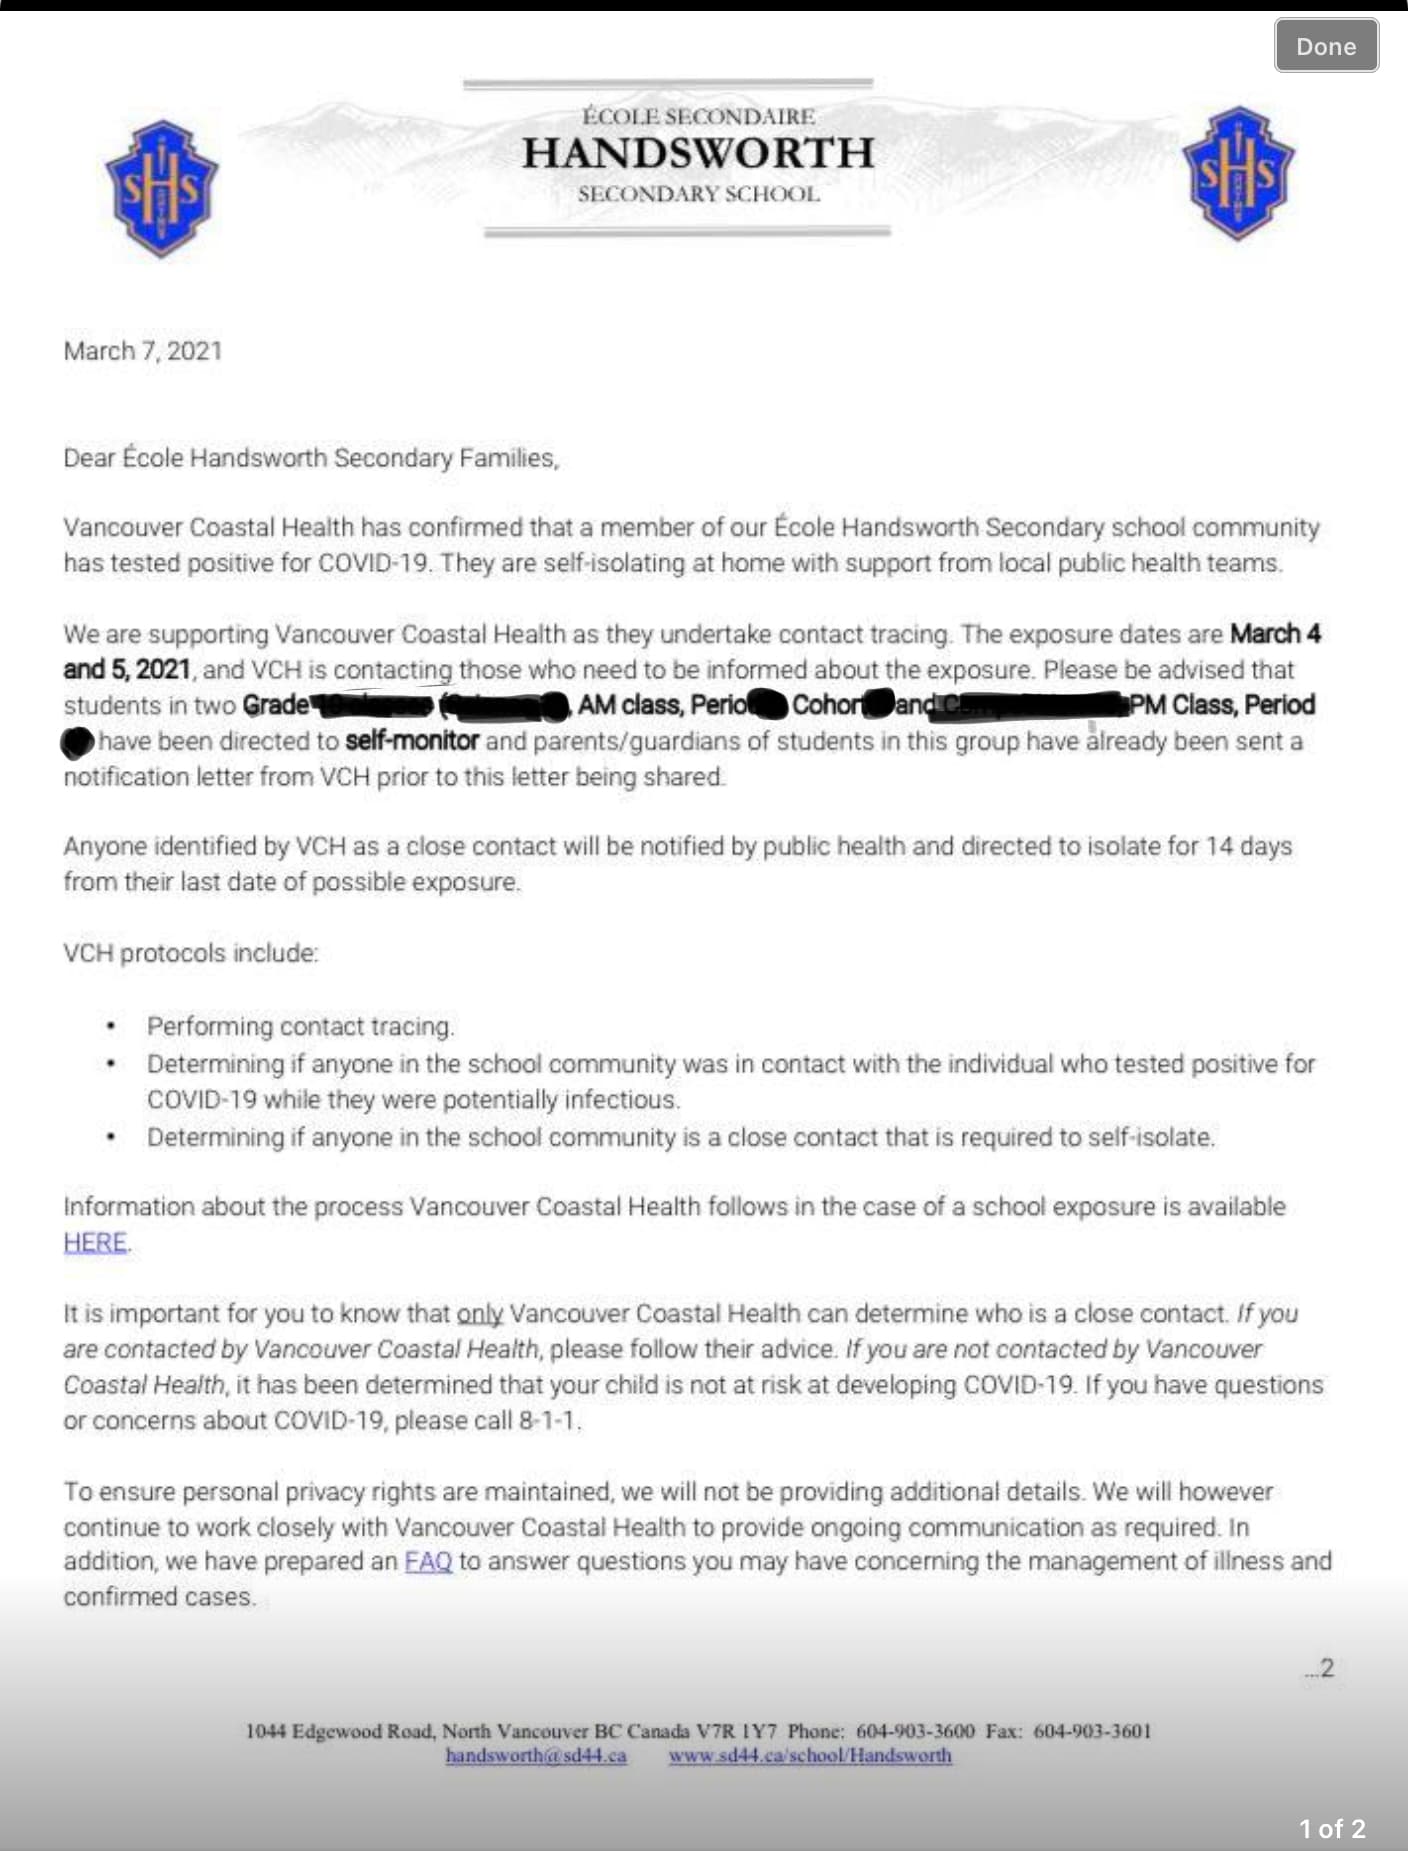 Done
ÉCOLE SECONDAIRE
HANDSWORTH
SECONDARY SCHOOL
SHS
SHS
March 7, 2021
Dear École Handsworth Secondary Families,
Vancouver Coastal Health has confirmed that a member of our École Handsworth Secondary school community
has tested positive for COVID-19. They are self-isolating at home with support from local public health teams.
We are supporting Vancouver Coastal Health as they undertake contact tracing. The exposure dates are March 4
and 5, 2021, and VCH is contacting those who need to be informed about the exposure. Please be advised that
students in two Grade AM class, Perio Cohor and PM Class, Period
have been directed to self-monitor and parents/guardians of students in this group have already been sent a
notification letter from VCH prior to this letter being shared.
Anyone identified by VCH as a close contact will be notified by public health and directed to isolate for 14 days
from their last date of possible exposure.
VCH protocols include:
• Performing contact tracing.
• Determining if anyone in the school community was in contact with the individual who tested positive for
COVID-19 while they were potentially infectious.
• Determining if anyone in the school community is a close contact that is required to self-isolate.
Information about the process Vancouver Coastal Health follows in the case of a school exposure is available
HERE.
It is important for you to know that only Vancouver Coastal Health can determine who is a close contact. If you
are contacted by Vancouver Coastal Health, please follow their advice. If you are not contacted by Vancouver
Coastal Health, it has been determined that your child is not at risk at developing COVID-19. If you have questions
or concerns about COVID-19, please call 8-1-1.
To ensure personal privacy rights are maintained, we will not be providing additional details. We will however
continue to work closely with Vancouver Coastal Health to provide ongoing communication as required. In
addition, we have prepared an FAQ to answer questions you may have concerning the management of illness and
confirmed cases.
...2
1044 Edgewood Road, North Vancouver BC Canada V7R 1Y7 Phone: 604-903-3600 Fax: 604-903-3601
handsworth@sd44.ca www.sd44.ca/school/Handsworth
1 of 2